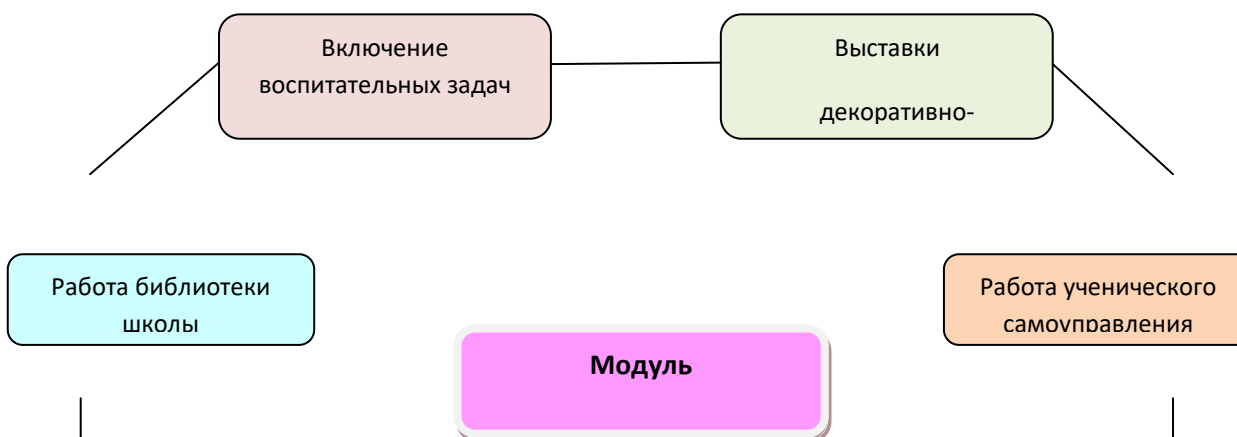 Включение
воспитательных задач
Выставки
декоративно-
Работа библиотеки
школы
Работа ученического
самоуправления
Модуль